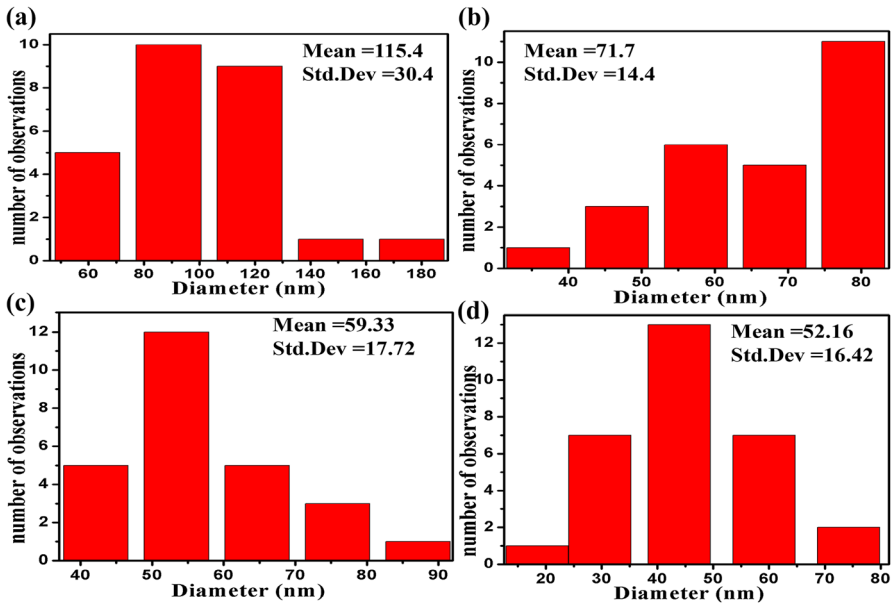 (a)
Mean =115.4
Std.Dev =30.4
number of observations
10
8
6
4
2
0
60 80 100 120 140 160 180
Diameter (nm)
(b)
Mean =71.7
Std.Dev =14.4
number of observations
10
8
6
4
2
0
40 50 60 70 80
Diameter (nm)
(c)
Mean =59.33
Std.Dev =17.72
number of observations
12
10
8
6
4
2
0
40 50 60 70 80 90
Diameter (nm)
(d)
Mean =52.16
Std.Dev =16.42
number of observations
12
10
8
6
4
2
0
20 30 40 50 60 70 80
Diameter (nm)